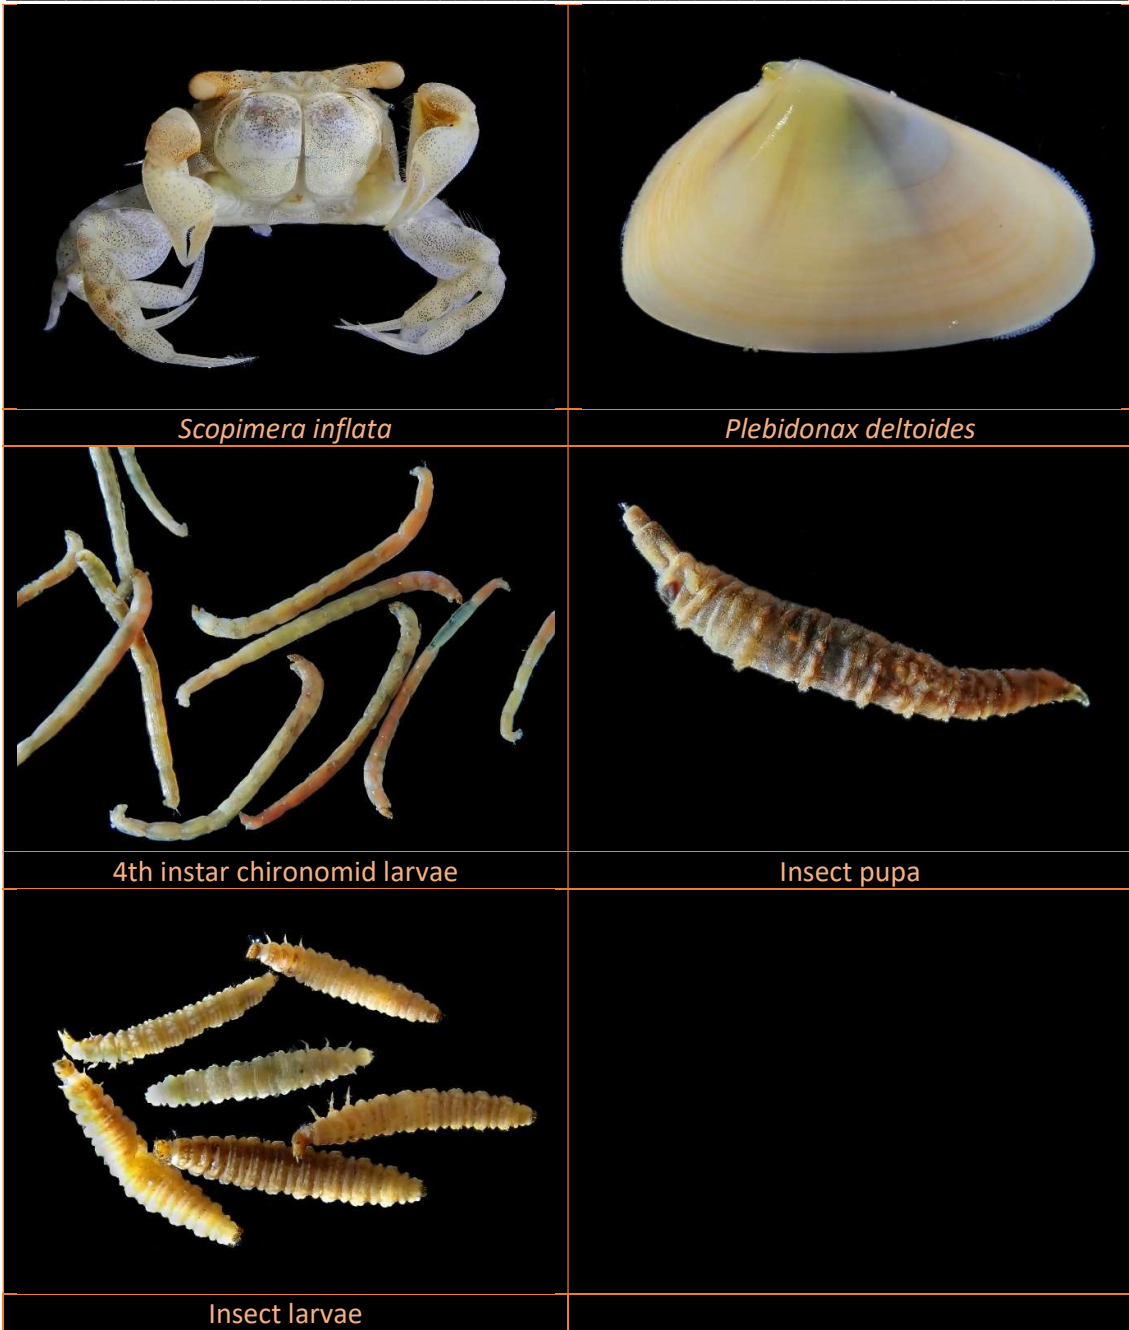 Scopimera inflata
Plebidonax deltoides
4th instar chironomid larvae
Insect pupa
Insect larvae